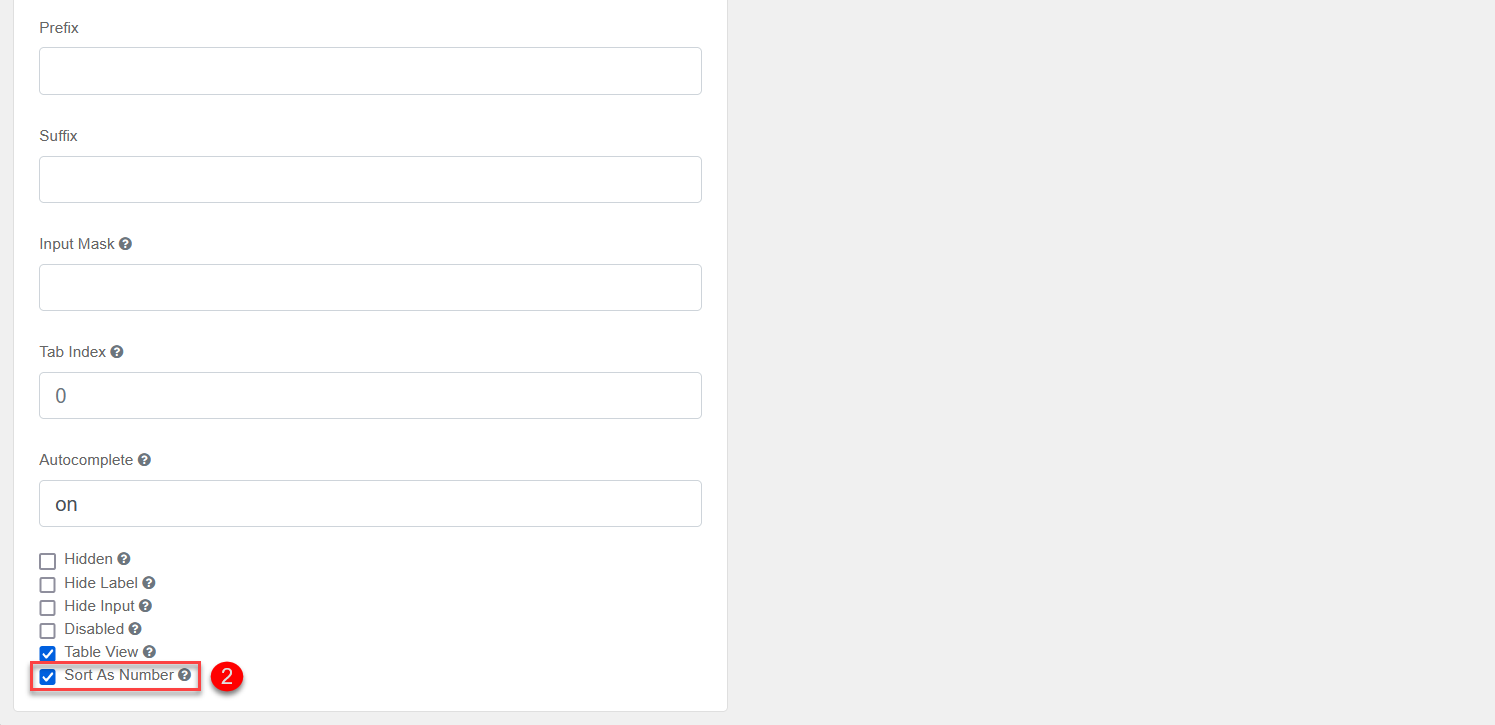 Prefix
Suffix
Input Mask ?
Tab Index ?
0
Autocomplete ?
on
Hidden ?
Hide Label ?
Hide Input ?
Disabled ?
Table View ?
Sort As Number ? 2